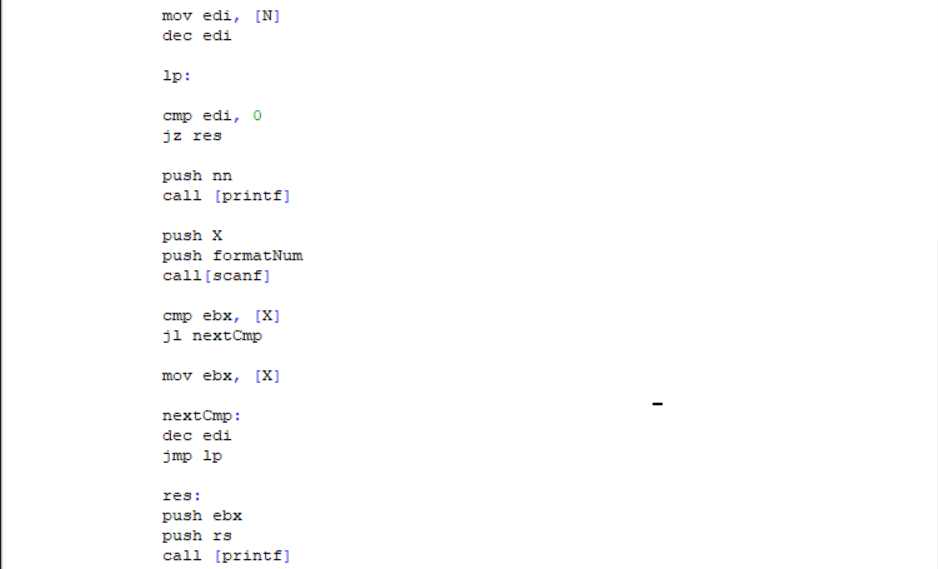 mov edi, [N]
dec edi
lp:
cmp edi, 0
jz res
push nn
call [printf]
push X
push formatNum
call[scanf]
cmp ebx, [X]
jl nextCmp
mov ebx, [X]
nextCmp:
dec edi
jmp lp
res:
push ebx
push rs
call [printf]